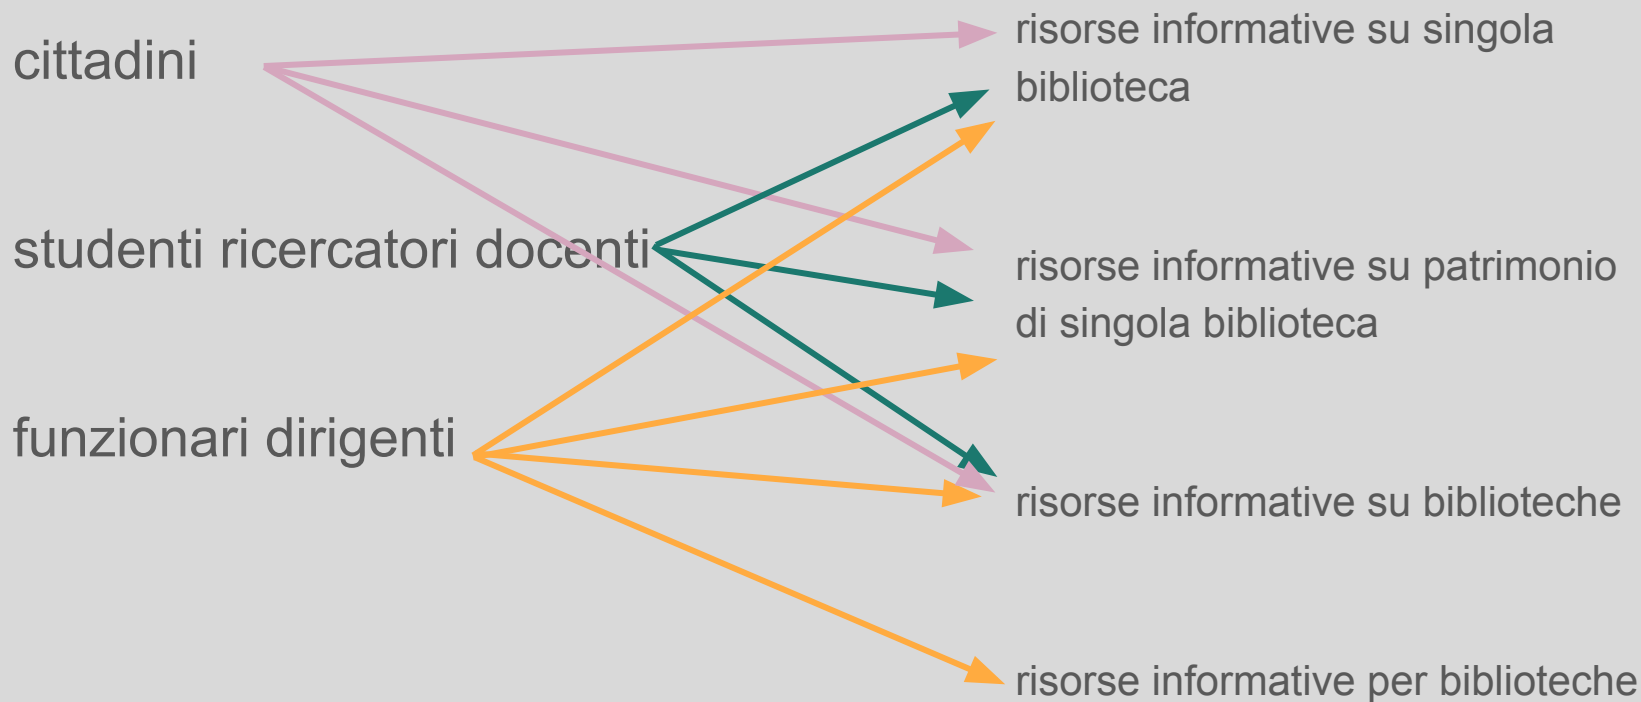 cittadini
studenti ricercatori docenti
funzionari dirigenti
risorse informative su singola
biblioteca
risorse informative su patrimonio
di singola biblioteca
risorse informative su biblioteche
risorse informative per biblioteche